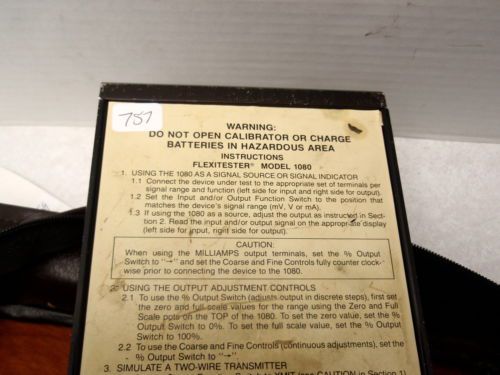 757
WARNING:
DO NOT OPEN CALIBRATOR OR CHARGE
BATTERIES IN HAZARDOUS AREA
INSTRUCTIONS
FLEXITESTER® MODEL 1080
1. USING THE 1080 AS A SIGNAL SOURCE OR SIGNAL INDICATOR
1.1 Connect the device under test to the appropriate set of terminals per
signal range and function (left side for input and right side for output).
1.2 Set the Input and/or Output Function Switch to the position that
matches the device's signal range (mV, V or mA).
1.3 If using the 1080 as a source, adjust the output as instructed in Sect-
ion 2. Read the input and/or output signal on the appropriate display
(left side for input, right side for output).
CAUTION:
When using the MILLIAMPS output terminals, set the % Output
Switch to "→" and set the Coarse and Fine Controls fully counter clock-
wise prior to connecting the device to the 1080.
2. USING THE OUTPUT ADJUSTMENT CONTROLS
2.1 To use the % Output Switch (adjusts output in discrete steps), first set
the zero and full scale values for the range using the Zero and Full
Scale pots on the TOP of the 1080. To set the zero value, set the %
Output Switch to 0%. To set the full scale value, set the % Output
Switch to 100%.
2.2 To use the Coarse and Fine Controls (continuous adjustments), set the
% Output Switch to "→".
3. SIMULATE A TWO-WIRE TRANSMITTER